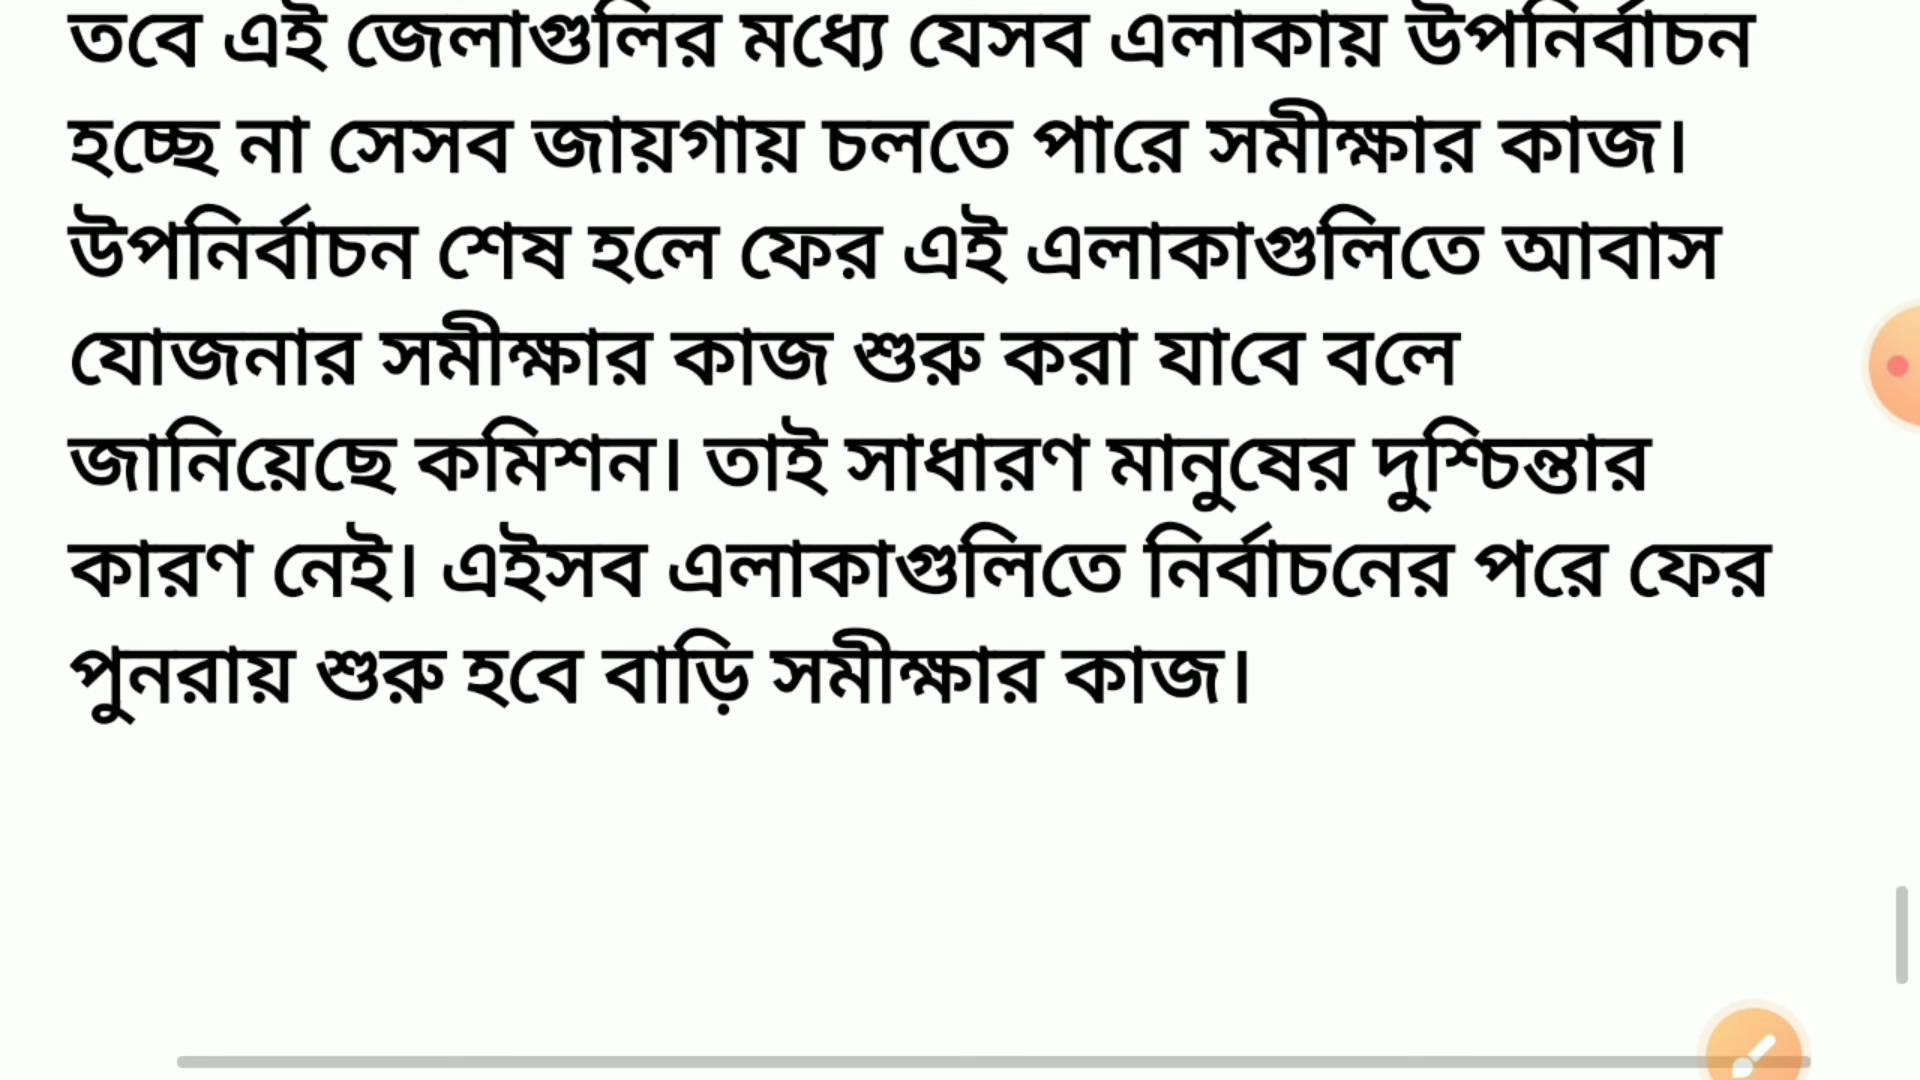 তবে এই জেলাগুলির মধ্যে যেসব এলাকায় উপনির্বাচন
হচ্ছে না সেসব জায়গায় চলতে পারে সমীক্ষার কাজ।
উপনির্বাচন শেষ হলে ফের এই এলাকাগুলিতে আবাস
যোজনার সমীক্ষার কাজ শুরু করা যাবে বলে
জানিয়েছে কমিশন। তাই সাধারণ মানুষের দুশ্চিন্তার
কারণ নেই। এইসব এলাকাগুলিতে নির্বাচনের পরে ফের
পুনরায় শুরু হবে বাড়ি সমীক্ষার কাজ।